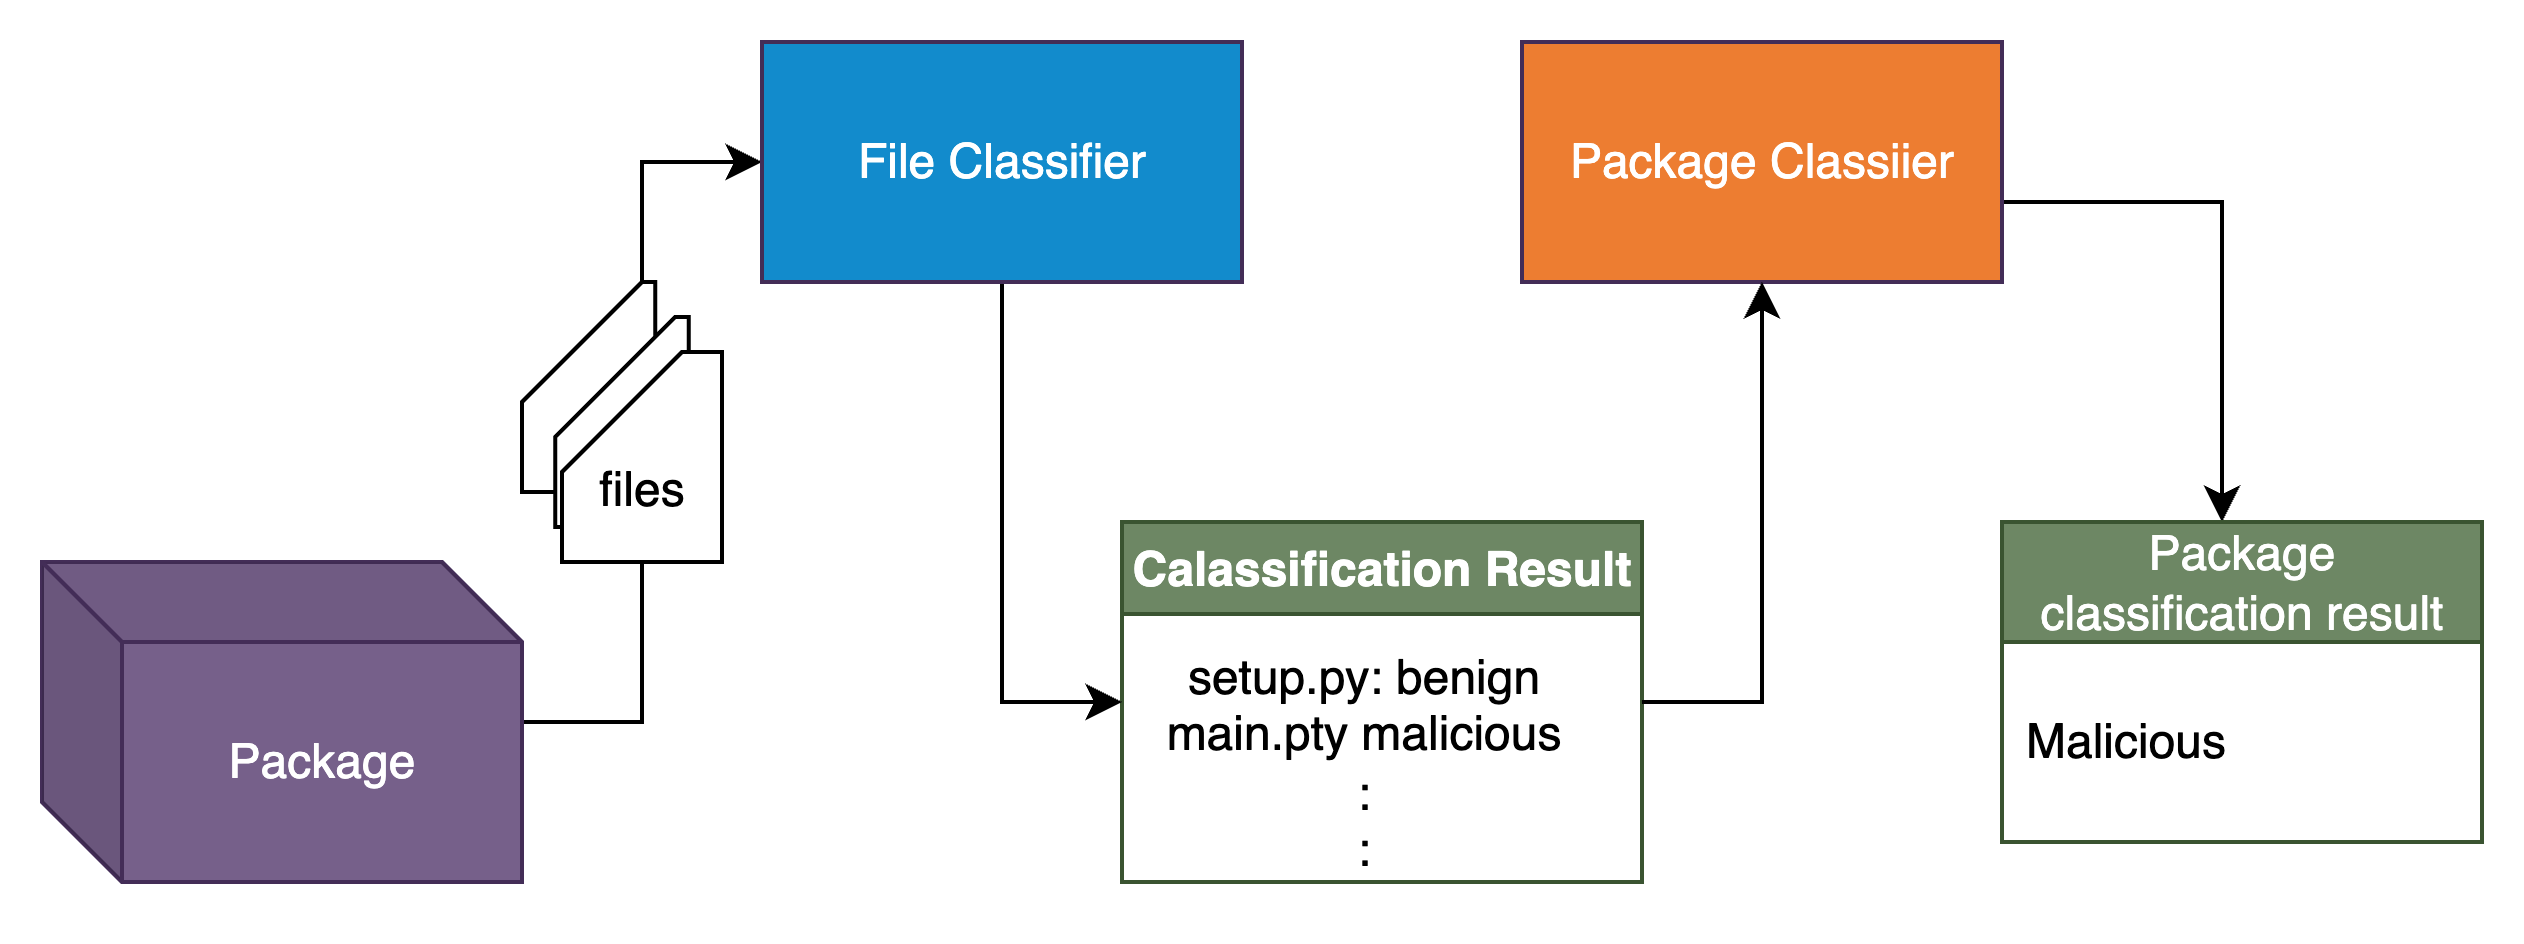 File Classifier
Package Classiier
files
Package
Calassification Result
setup.py: benign
main.pty malicious
:
:
Package
classification result
Malicious